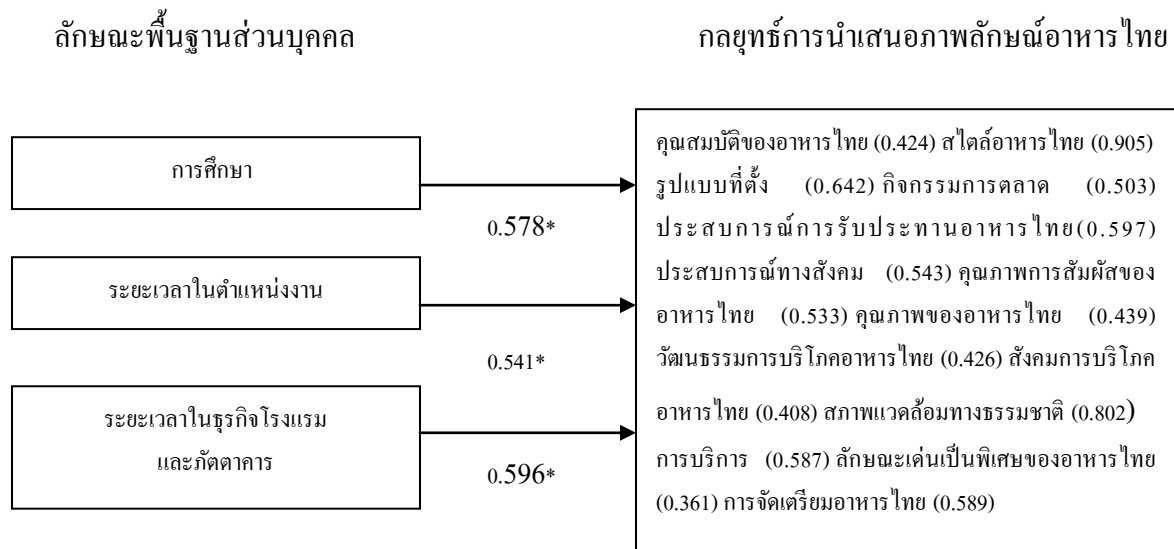 ลักษณะพื้นฐานส่วนบุคคล
กลยุทธ์การนำเสนอภาพลักษณ์อาหารไทย
การศึกษา
0.578*
ระยะเวลาในตำแหน่งงาน
0.541*
ระยะเวลาในธุรกิจโรงแรม
และภัตตาคาร
0.596*
คุณสมบัติของอาหารไทย (0.424) สไตล์อาหารไทย (0.905)
รูปแบบที่ตั้ง (0.642) กิจกรรมการตลาด (0.503)
ประสบการณ์การรับประทานอาหารไทย(0.597)
ประสบการณ์ทางสังคม (0.543) คุณภาพการสัมผัสของ
อาหารไทย (0.533) คุณภาพของอาหารไทย (0.439)
วัฒนธรรมการบริโภคอาหารไทย (0.426) สังคมการบริโภค
อาหารไทย (0.408) สภาพแวดล้อมทางธรรมชาติ (0.802)
การบริการ (0.587) ลักษณะเด่นเป็นพิเศษของอาหารไทย
(0.361) การจัดเตรียมอาหารไทย (0.589)